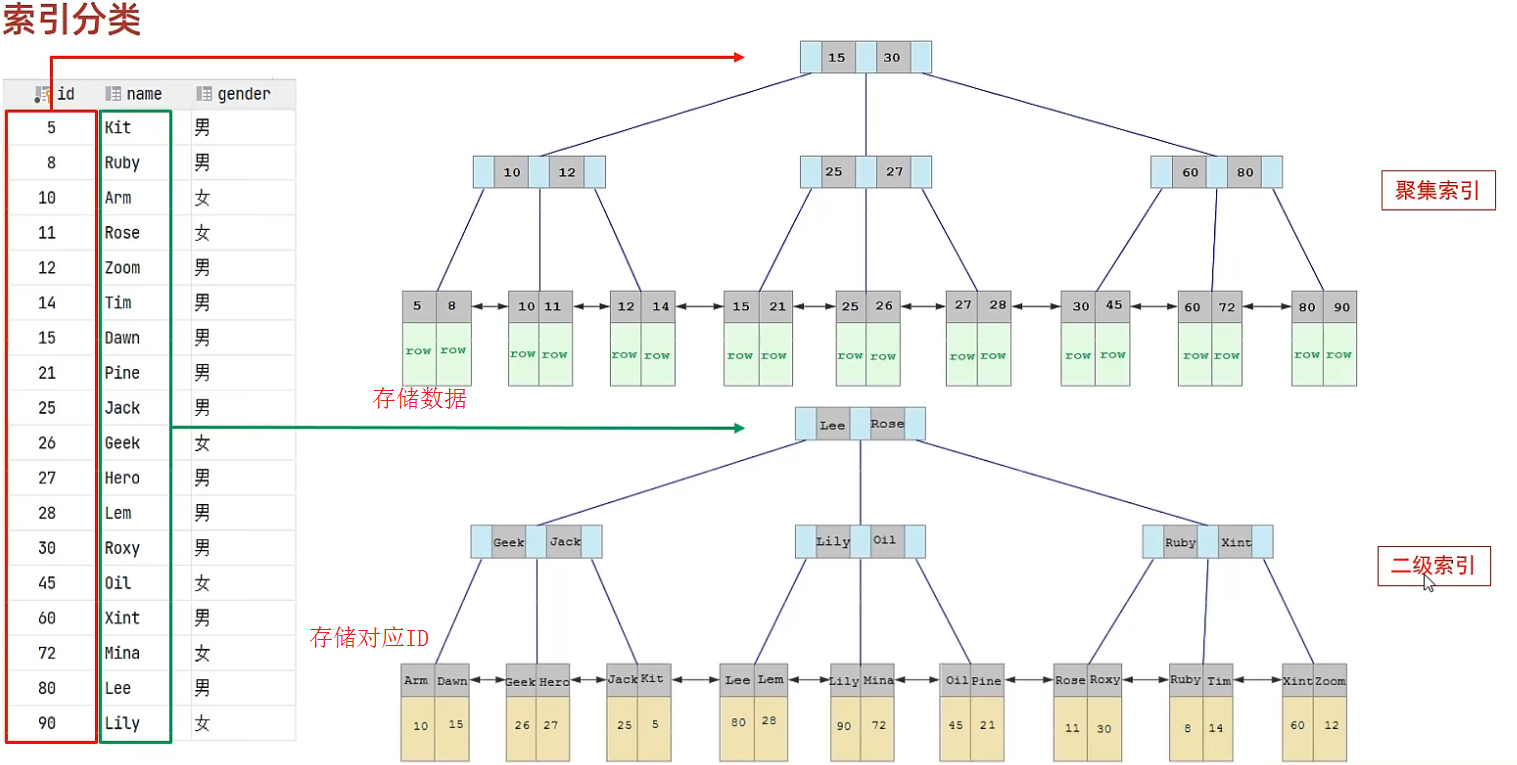 索引分类
id name gender
5 Kit 男
8 Ruby 男
10 Arm 女
11 Rose 女
12 Zoom 男
14 Tim 男
15 Dawn 男
21 Pine 男
25 Jack 男
26 Geek 女
27 Hero 男
28 Lem 男
30 Roxy 男
45 Oil 女
60 Xint 男
72 Mina 女
80 Lee 男
90 Lily 女
15 30
10 12 25 27 60 80
聚集索引
5 8 10 11 12 14 15 21 25 26 27 28 30 45 60 72 80 90
row row row row row row row row row row row row row row row row row row
存储数据
Lee Rose
Geek Jack Lily Oil Ruby Xint
二级索引
存储对应ID
Arm Dawn Geek Hero Jack Kit Lee Lem Lily Mina Oil Pine Rose Roxy Ruby Tim Xint Zoom
10 15 26 27 25 5 80 28 90 72 45 21 11 30 8 14 60 12